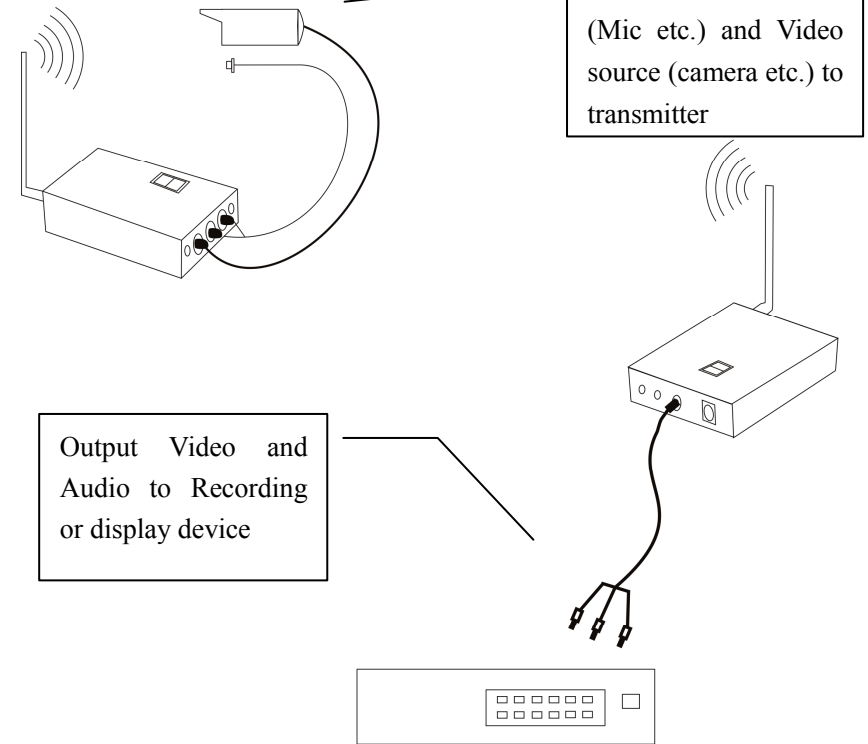 (Mic etc.) and Video
source (camera etc.) to
transmitter
Output Video and
Audio to Recording
or display device